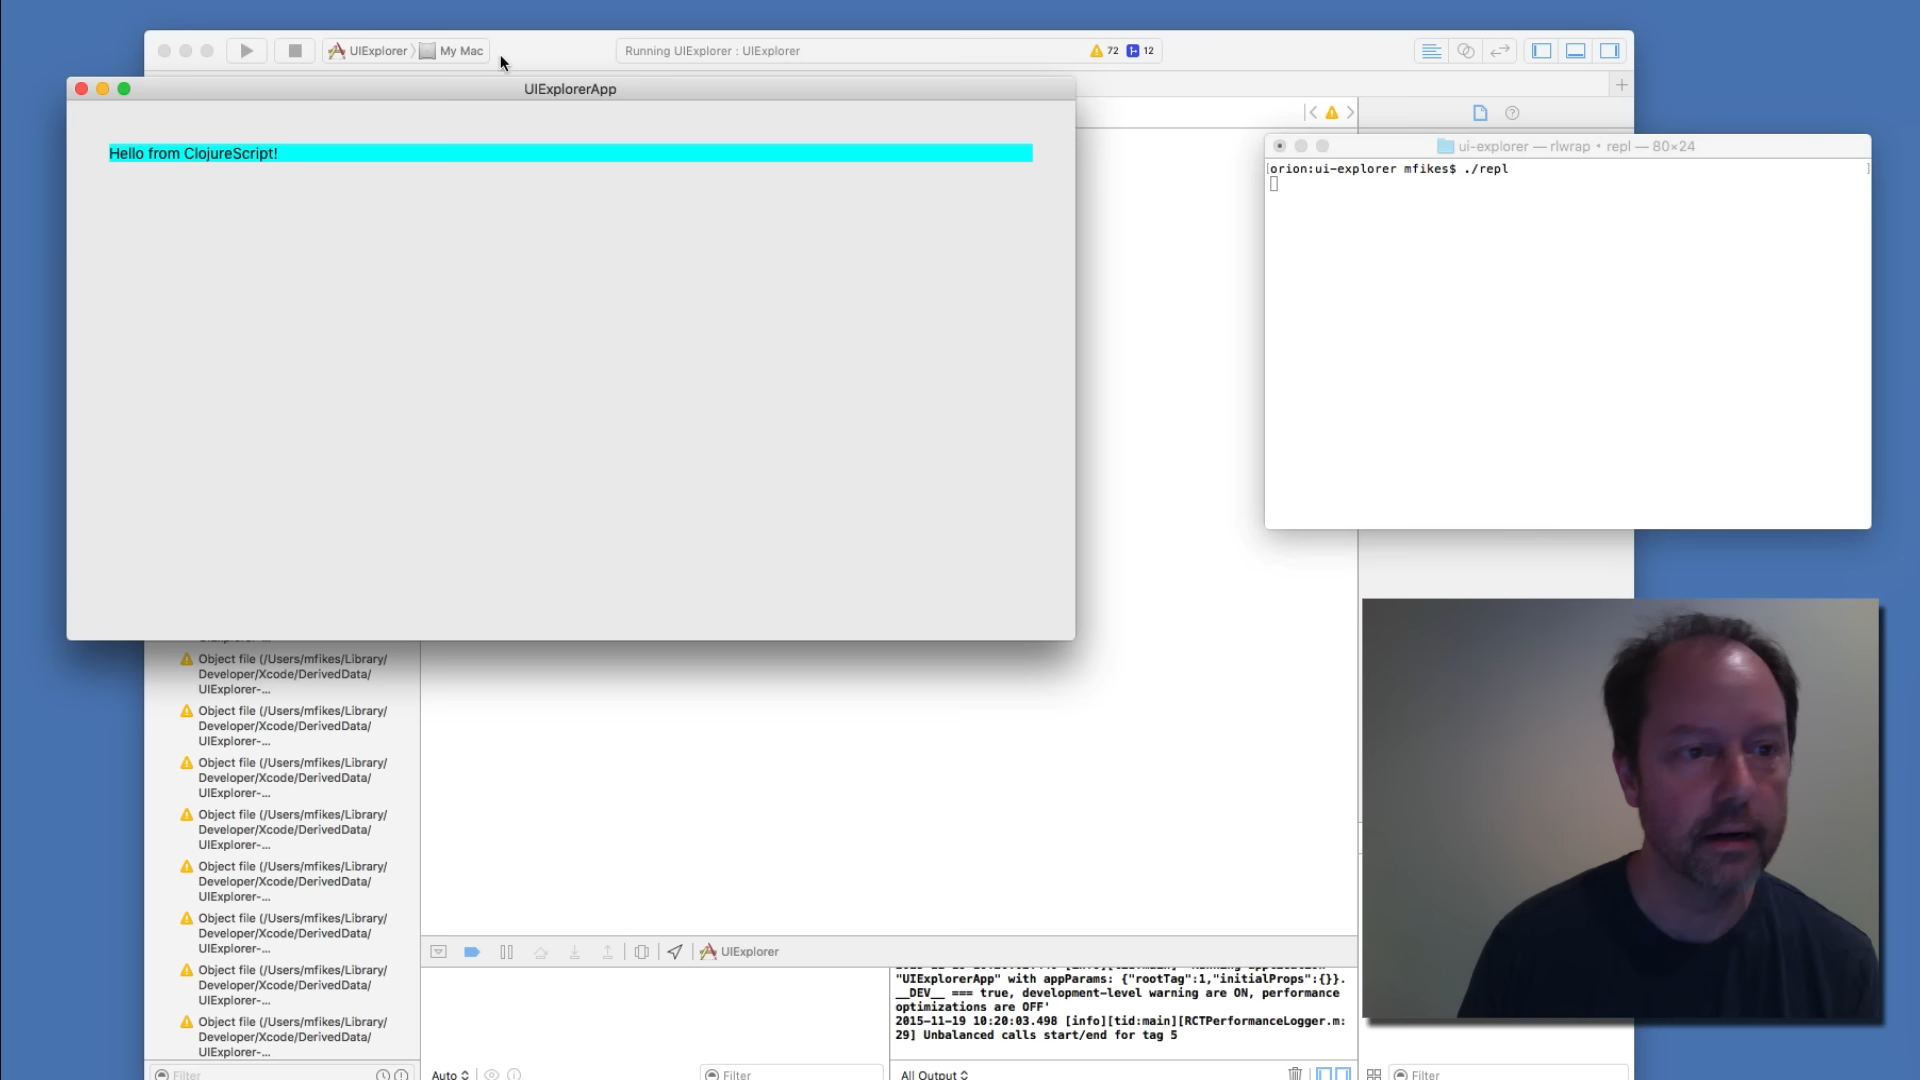 UIExplorer
My Mac
Running UIExplorer : UIExplorer
72
12
UIExplorerApp
Hello from ClojureScript!
ui-explorer — rlwrap • repl — 80×24
orion:ui-explorer mfikes$ ./repl
Object file (/Users/mfikes/Library/
Developer/Xcode/DerivedData/
UIExplorer-...
Object file (/Users/mfikes/Library/
Developer/Xcode/DerivedData/
UIExplorer-...
Object file (/Users/mfikes/Library/
Developer/Xcode/DerivedData/
UIExplorer-...
Object file (/Users/mfikes/Library/
Developer/Xcode/DerivedData/
UIExplorer-...
Object file (/Users/mfikes/Library/
Developer/Xcode/DerivedData/
UIExplorer-...
Object file (/Users/mfikes/Library/
Developer/Xcode/DerivedData/
UIExplorer-...
Object file (/Users/mfikes/Library/
Developer/Xcode/DerivedData/
UIExplorer-...
Object file (/Users/mfikes/Library/
Developer/Xcode/DerivedData/
UIExplorer-...
Filter
UIExplorer
"UIExplorerApp" with appParams: {"rootTag":1,"initialProps":{}}.
__DEV__ === true, development-level warning are ON, performance
optimizations are OFF'
2015-11-19 10:20:03.498 [info][tid:main][RCTPerformanceLogger.m:
29] Unbalanced calls start/end for tag 5
Auto
Filter
All Output
Filter